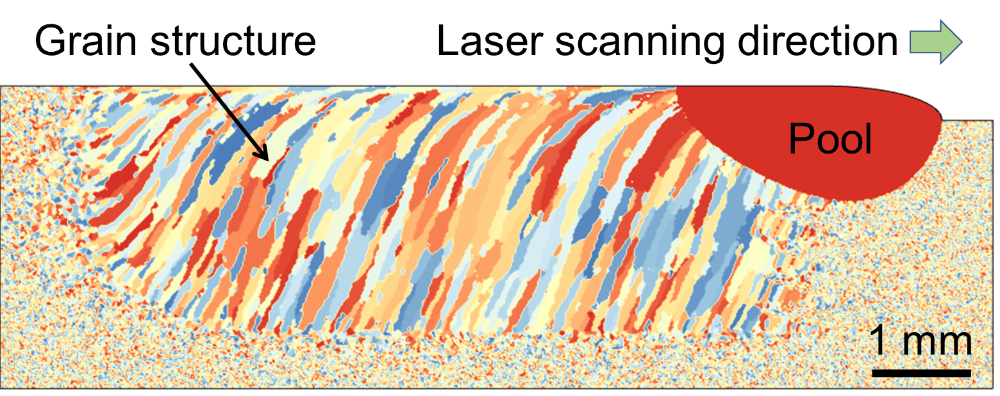 Grain structure
Laser scanning direction
Pool
1 mm